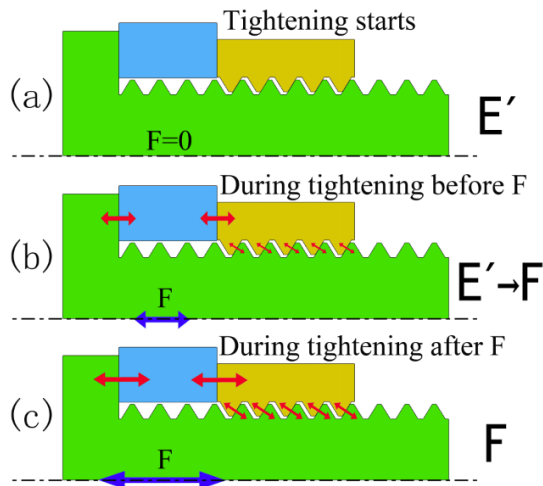 Tightening starts
(a)
E′
F=0
During tightening before F
(b)
E′→F
F
During tightening after F
(c)
F
F